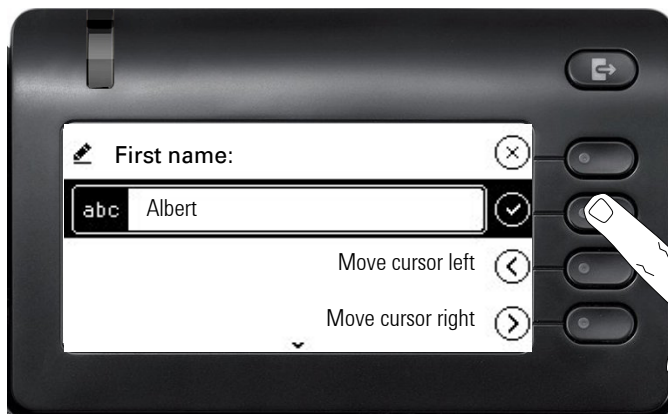 First name:
abc Albert
Move cursor left
Move cursor right